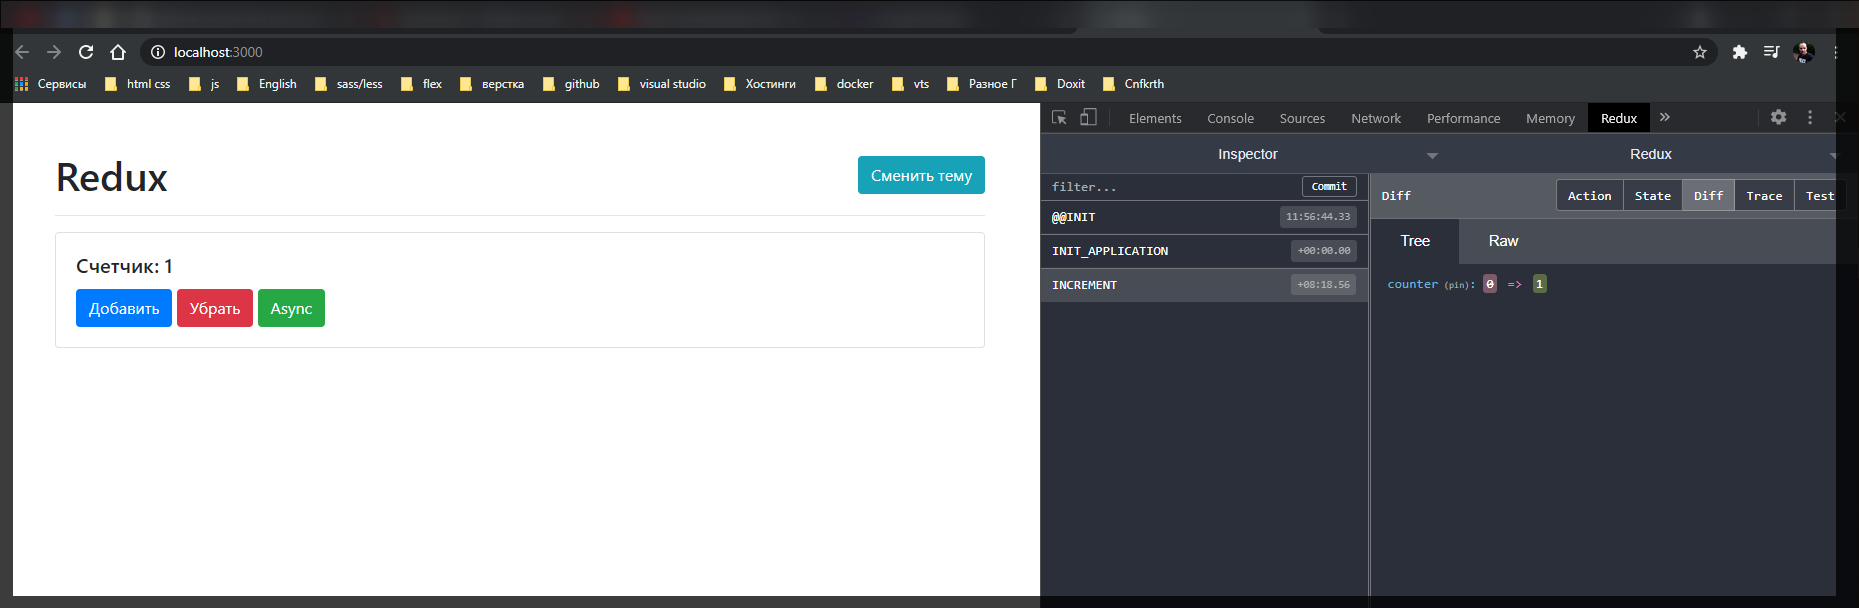 localhost:3000
Сервисы html css js English sass/less flex верстка github visual studio Хостинги docker vts Разное Г Doxit Cnfkrth
Elements Console Sources Network Performance Memory Redux »
Inspector Redux
Redux
Сменить тему
filter... Commit
Diff Action State Diff Trace Test
@@INIT 11:56:44.33
Tree Raw
INIT_APPLICATION +00:00.00
Счетчик: 1
INCREMENT +08:18.56
counter (pin): 0 => 1
Добавить Убрать Async